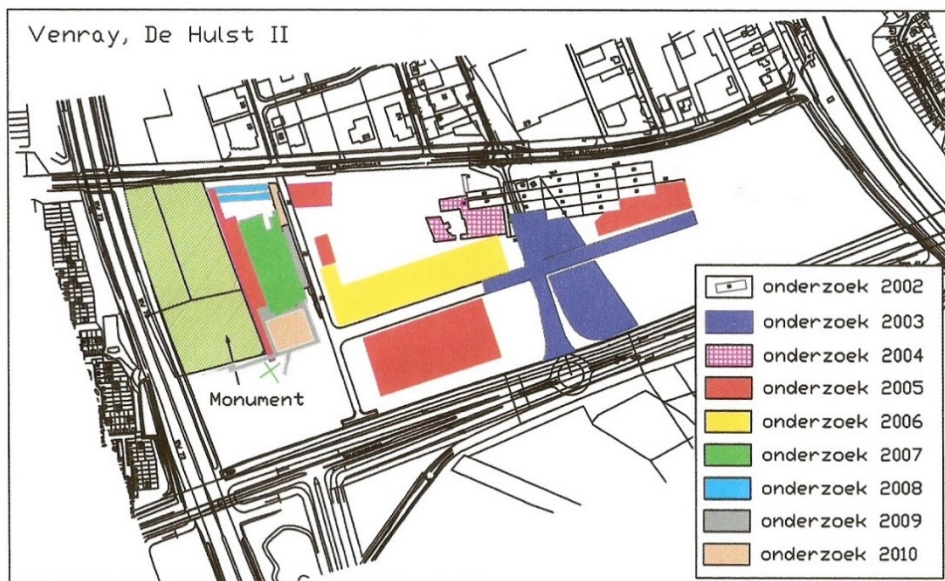 Venray, De Hulst II
Monument
onderzoek 2002
onderzoek 2003
onderzoek 2004
onderzoek 2005
onderzoek 2006
onderzoek 2007
onderzoek 2008
onderzoek 2009
onderzoek 2010